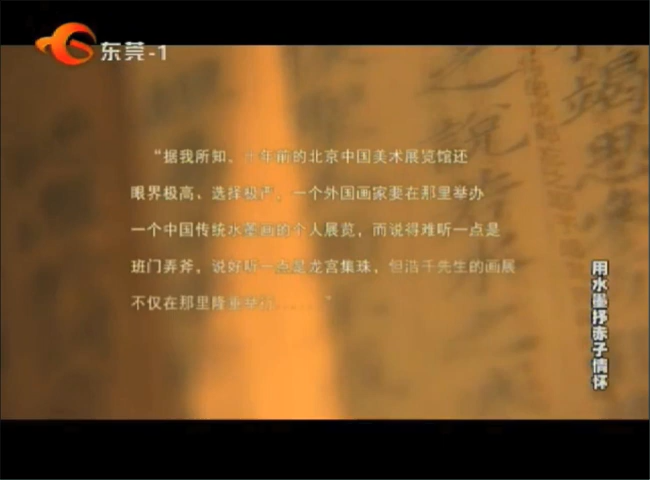 东莞-1
“据我所知、十年前的北京中国美术展览馆还
眼界极高、选择极严，一个外国画家要在那里举办
一个中国传统水墨画的个人展览，而说得难听一点是
班门弄斧，说好听一点是龙宫集珠，但浩千先生的画展
不仅在那里隆重举行……”
用水墨抒赤子情怀